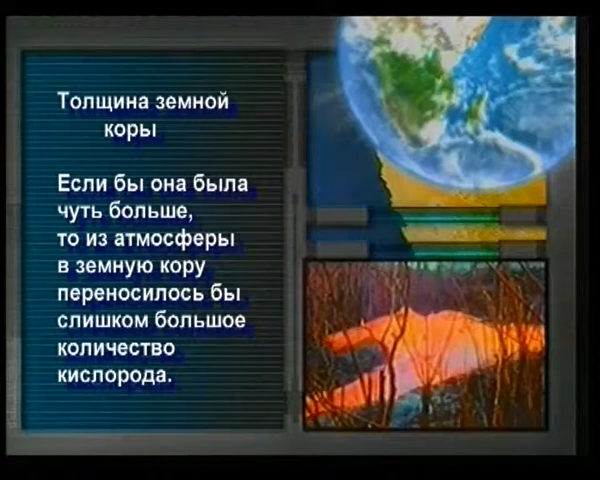 Толщина земной
коры
Если бы она была
чуть больше,
то из атмосферы
в земную кору
переносилось бы
слишком большое
количество
кислорода.